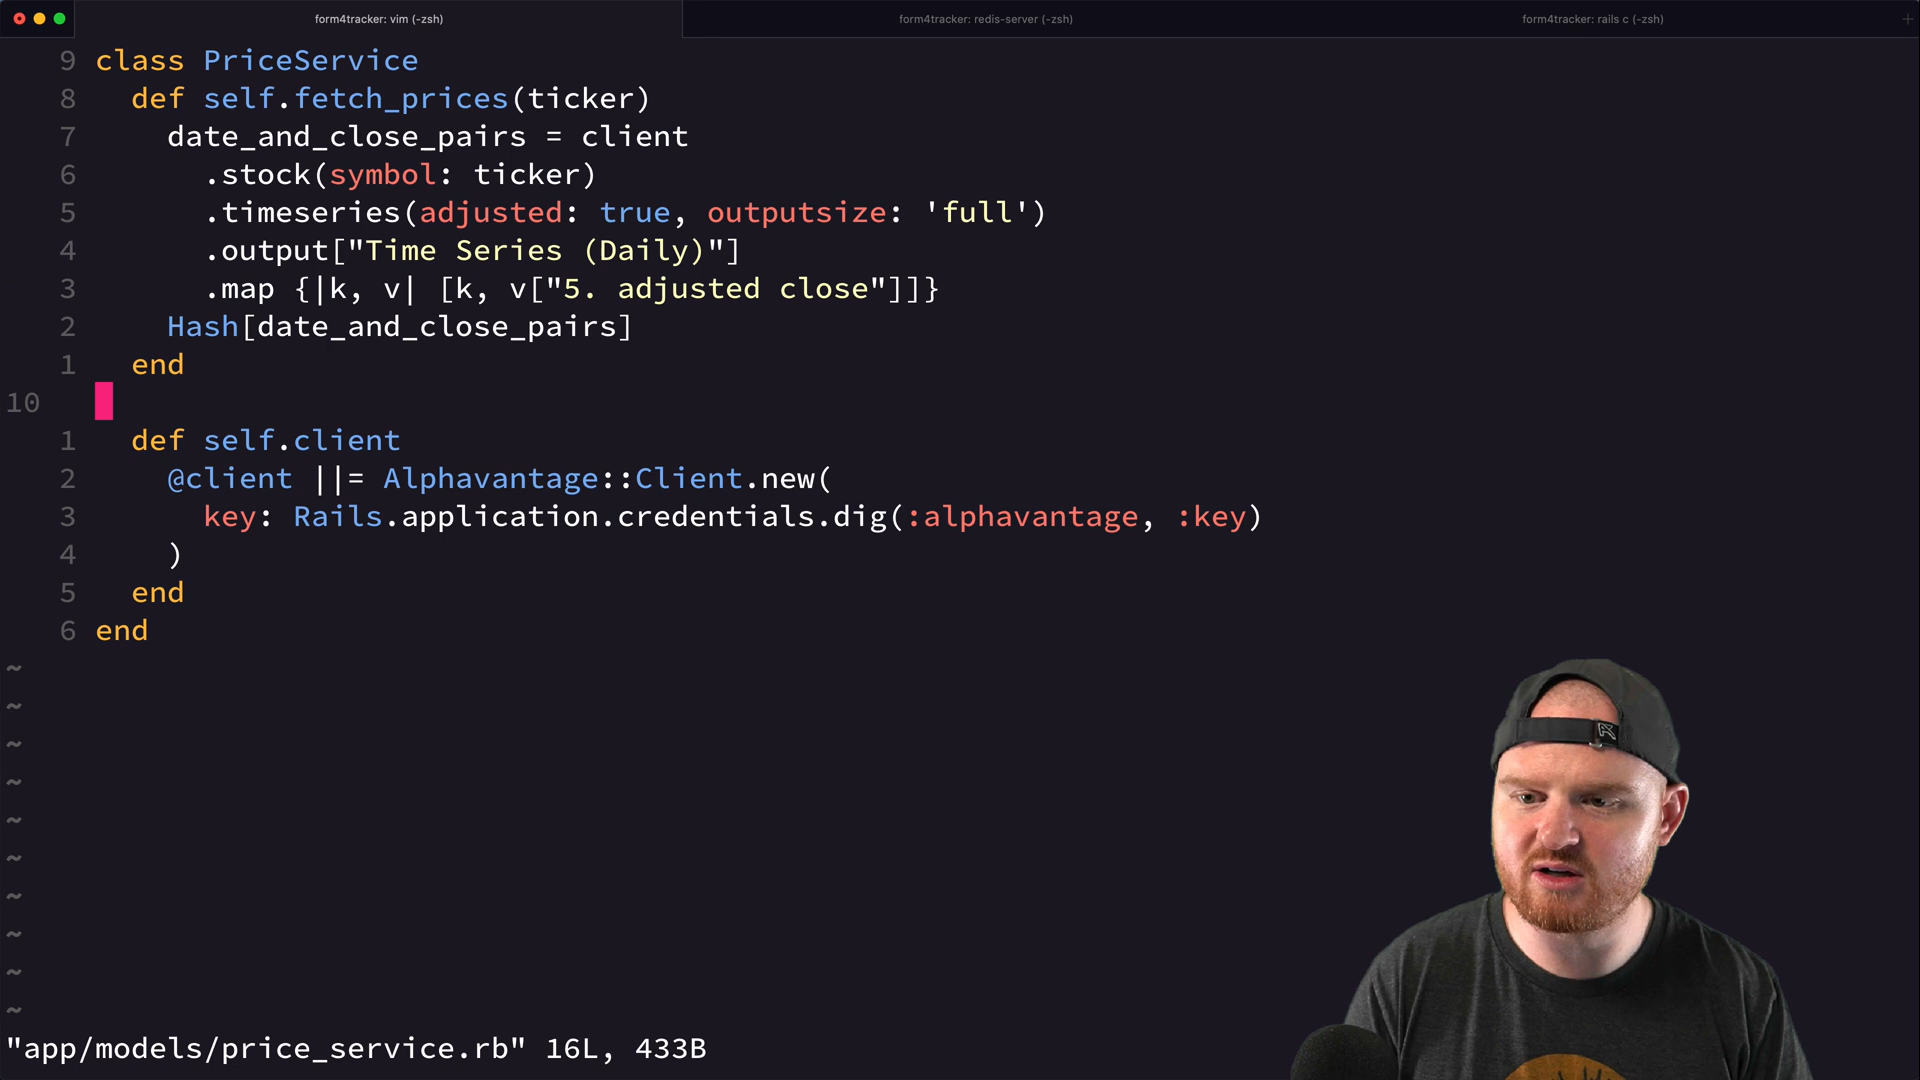 form4tracker: vim (-zsh)
form4tracker: redis-server (-zsh)
form4tracker: rails c (-zsh)
9 class PriceService
8   def self.fetch_prices(ticker)
7     date_and_close_pairs = client
6       .stock(symbol: ticker)
5       .timeseries(adjusted: true, outputsize: 'full')
4       .output["Time Series (Daily)"]
3       .map {|k, v| [k, v["5. adjusted close"]]}
2     Hash[date_and_close_pairs]
1   end
10
1   def self.client
2     @client ||= Alphavantage::Client.new(
3       key: Rails.application.credentials.dig(:alphavantage, :key)
4     )
5   end
6 end
~
~
~
~
~
~
~
~
~
~
"app/models/price_service.rb" 16L, 433B